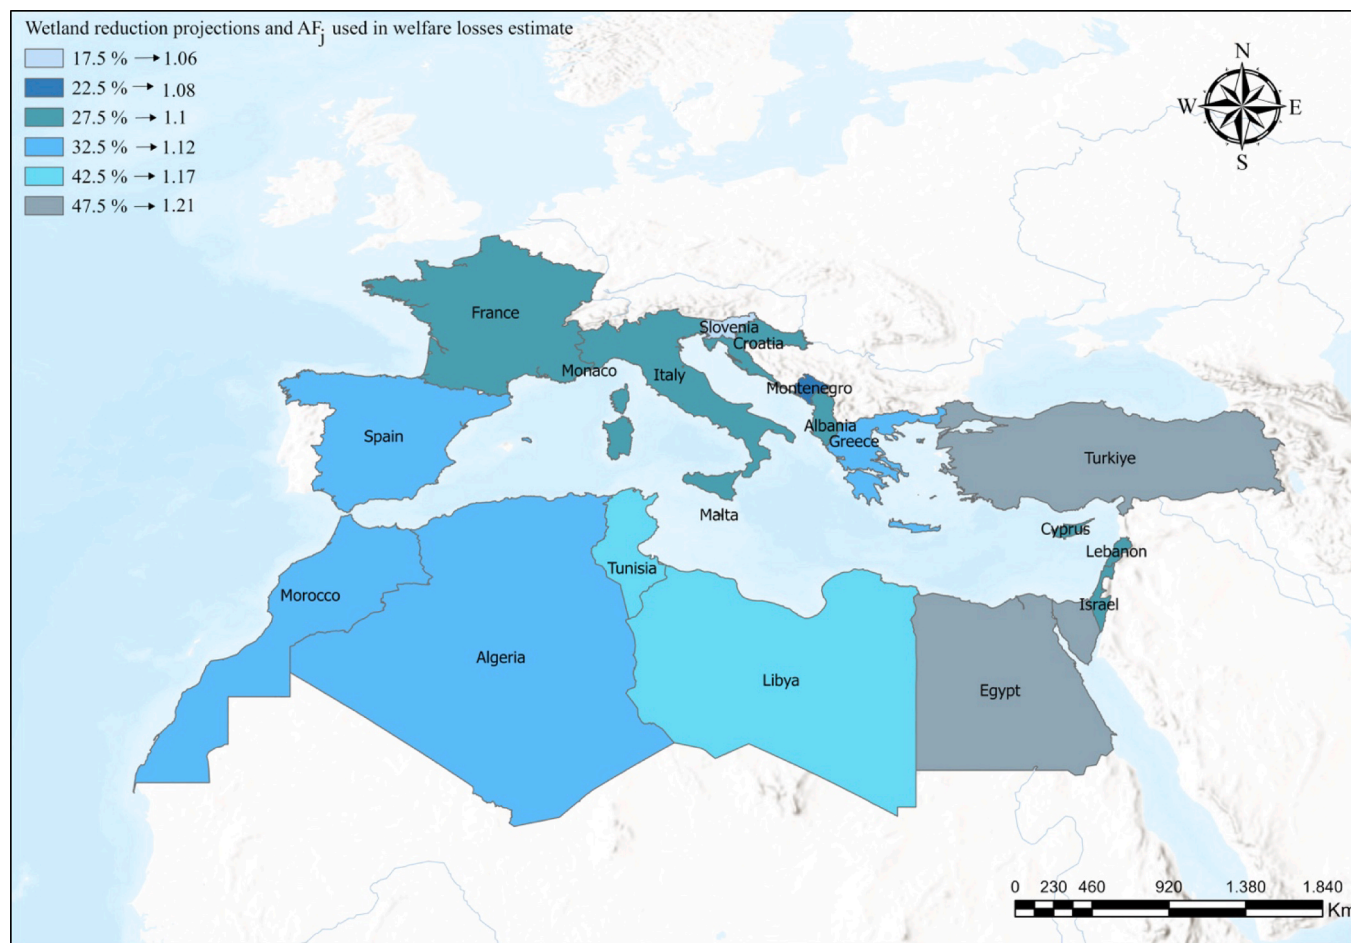 Wetland reduction projections and AFj used in welfare losses estimate
17.5 % → 1.06
22.5 % → 1.08
27.5 % → 1.1
32.5 % → 1.12
42.5 % → 1.17
47.5 % → 1.21
N
W E
S
France
Slovenia
Croatia
Monaco
Italy
Montenegro
Albania
Greece
Spain
Turkiye
Malta
Cyprus
Lebanon
Tunisia
Morocco
Israel
Algeria
Libya
Egypt
0 230 460 920 1.380 1.840
Km